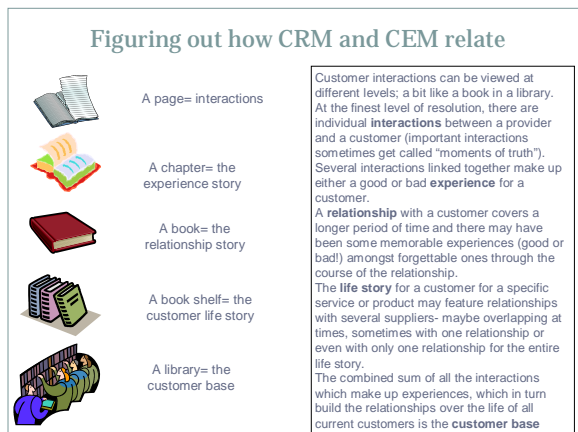 Figuring out how CRM and CEM relate
A page= interactions
A chapter= the
experience story
A book= the
relationship story
A book shelf= the
customer life story
A library= the
customer base
Customer interactions can be viewed at
different levels; a bit like a book in a library.
At the finest level of resolution, there are
individual interactions between a provider
and a customer (important interactions
sometimes get called “moments of truth”).
Several interactions linked together make up
either a good or bad experience for a
customer.
A relationship with a customer covers a
longer period of time and there may have
been some memorable experiences (good or
bad!) amongst forgettable ones through the
course of the relationship.
The life story for a customer for a specific
service or product may feature relationships
with several suppliers- maybe overlapping at
times, sometimes with one relationship or
even with only one relationship for the entire
life story.
The combined sum of all the interactions
which make up experiences, which in turn
build the relationships over the life of all
current customers is the customer base